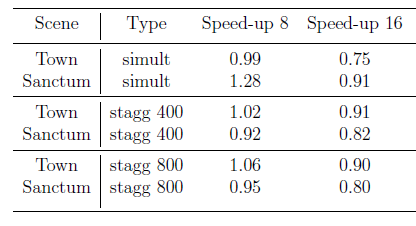 Scene Type Speed-up 8 Speed-up 16
Town simult 0.99 0.75
Sanctum simult 1.28 0.91
Town stagg 400 1.02 0.91
Sanctum stagg 400 0.92 0.82
Town stagg 800 1.06 0.90
Sanctum stagg 800 0.95 0.80